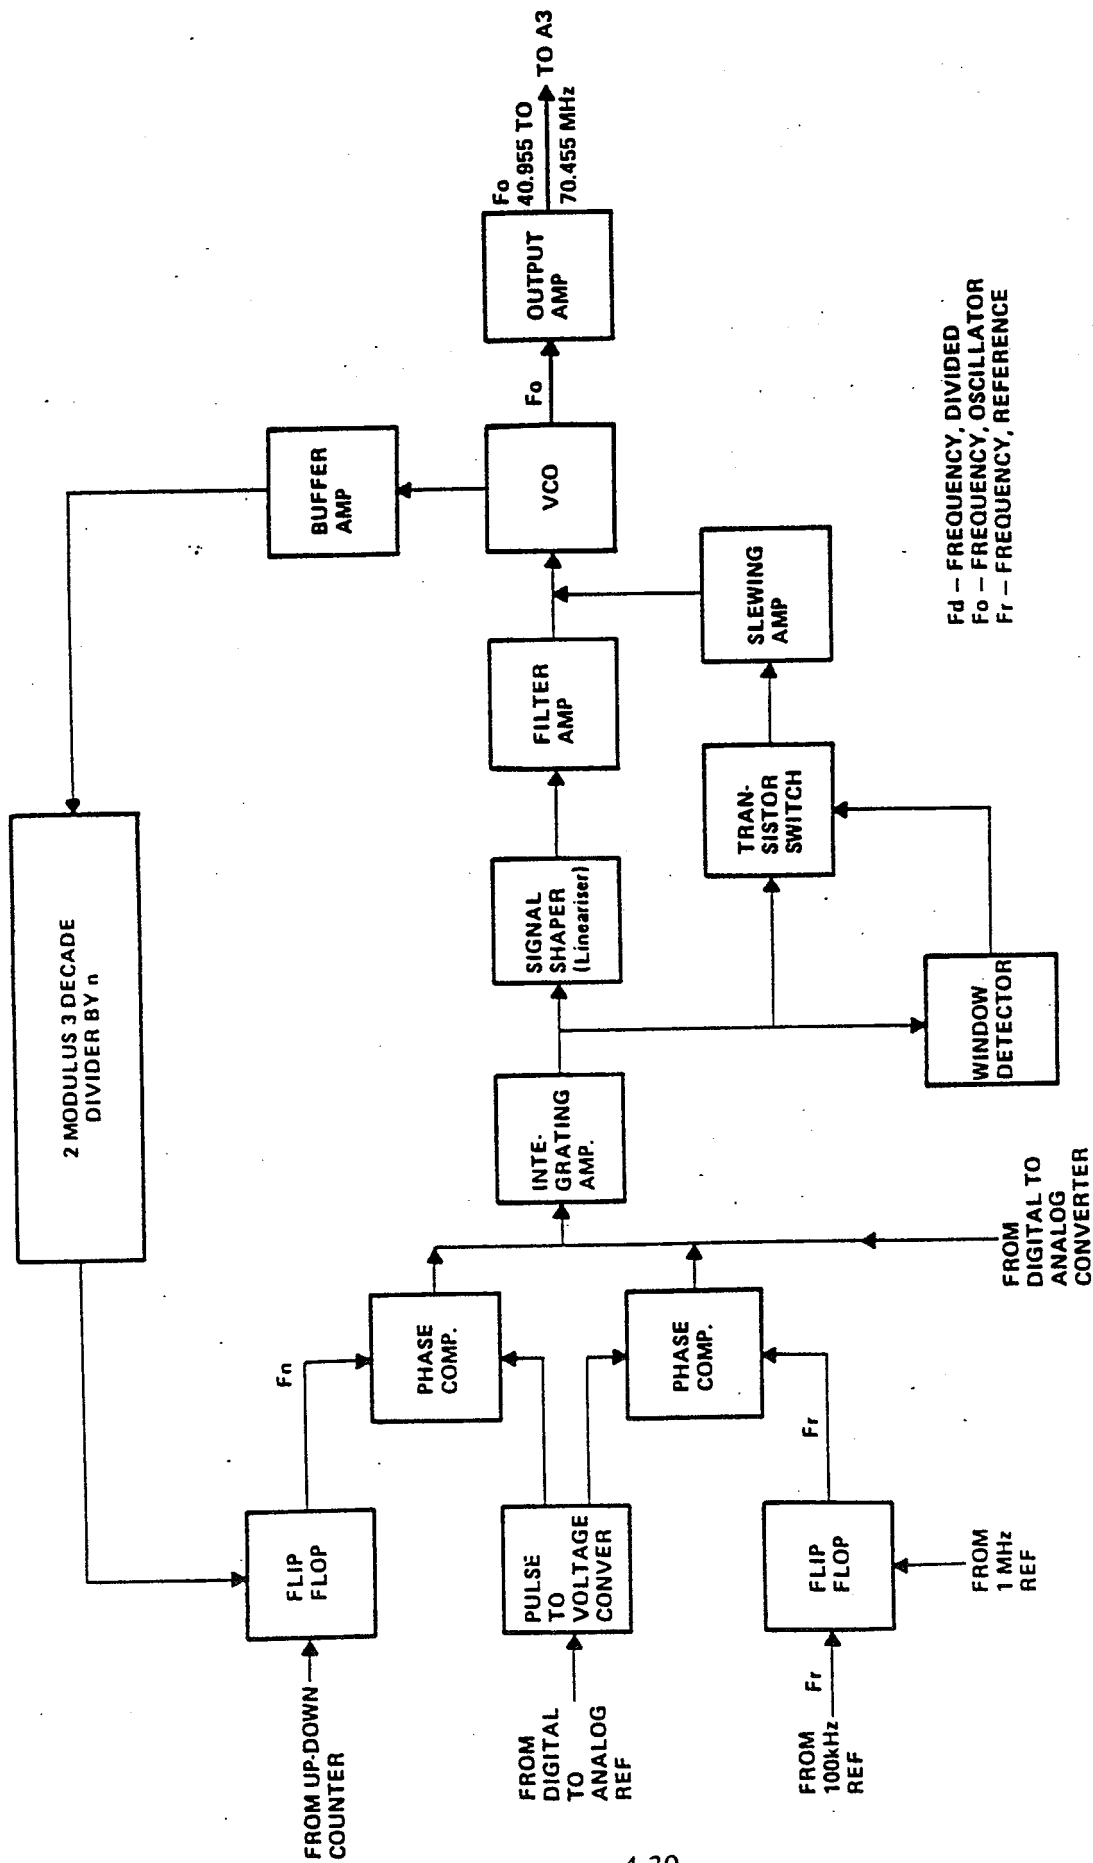 2 MODULUS 3 DECADE
DIVIDER BY n
BUFFER
AMP
FLIP
FLOP
FROM UP-DOWN
COUNTER
Fn
PHASE
COMP.
INTE-
GRATING
AMP.
SIGNAL
SHAPER
(Lineariser)
FILTER
AMP
VCO
Fo
OUTPUT
AMP
Fo
40.955 TO
70.455 MHz
TO A3
PULSE
TO
VOLTAGE
CONVER
FROM
DIGITAL
TO
ANALOG
REF
PHASE
COMP.
TRAN-
SISTOR
SWITCH
SLEWING
AMP
FLIP
FLOP
Fr
Fr
FROM
100kHz
REF
FROM
1 MHz
REF
FROM
DIGITAL TO
ANALOG
CONVERTER
WINDOW
DETECTOR
Fd – FREQUENCY, DIVIDED
Fo – FREQUENCY, OSCILLATOR
Fr – FREQUENCY, REFERENCE